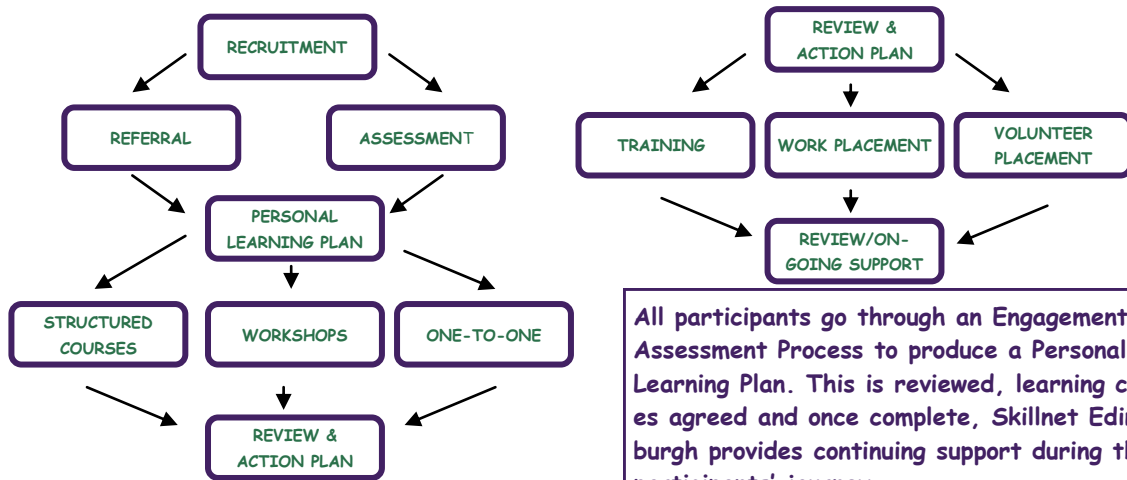 RECRUITMENT
REFERRAL
ASSESSMENT
PERSONAL
LEARNING PLAN
STRUCTURED
COURSES
WORKSHOPS
ONE-TO-ONE
REVIEW &
ACTION PLAN
REVIEW &
ACTION PLAN
TRAINING
WORK PLACEMENT
VOLUNTEER
PLACEMENT
REVIEW/ON-
GOING SUPPORT
All participants go through an Engagement
Assessment Process to produce a Personal
Learning Plan. This is reviewed, learning
es agreed and once complete, Skillnet Edin
burgh provides continuing support during